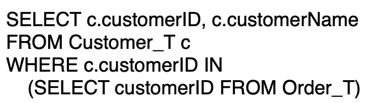 SELECT c.customerID, c.customerName
FROM Customer_T c
WHERE c.customerID IN
(SELECT customerID FROM Order_T)